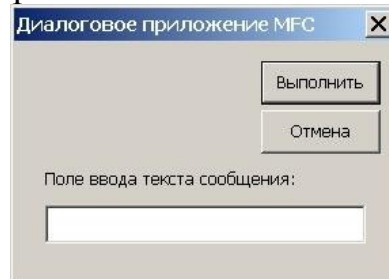 Диалоговое приложение MFC
Выполнить
Отмена
Поле ввода текста сообщения: